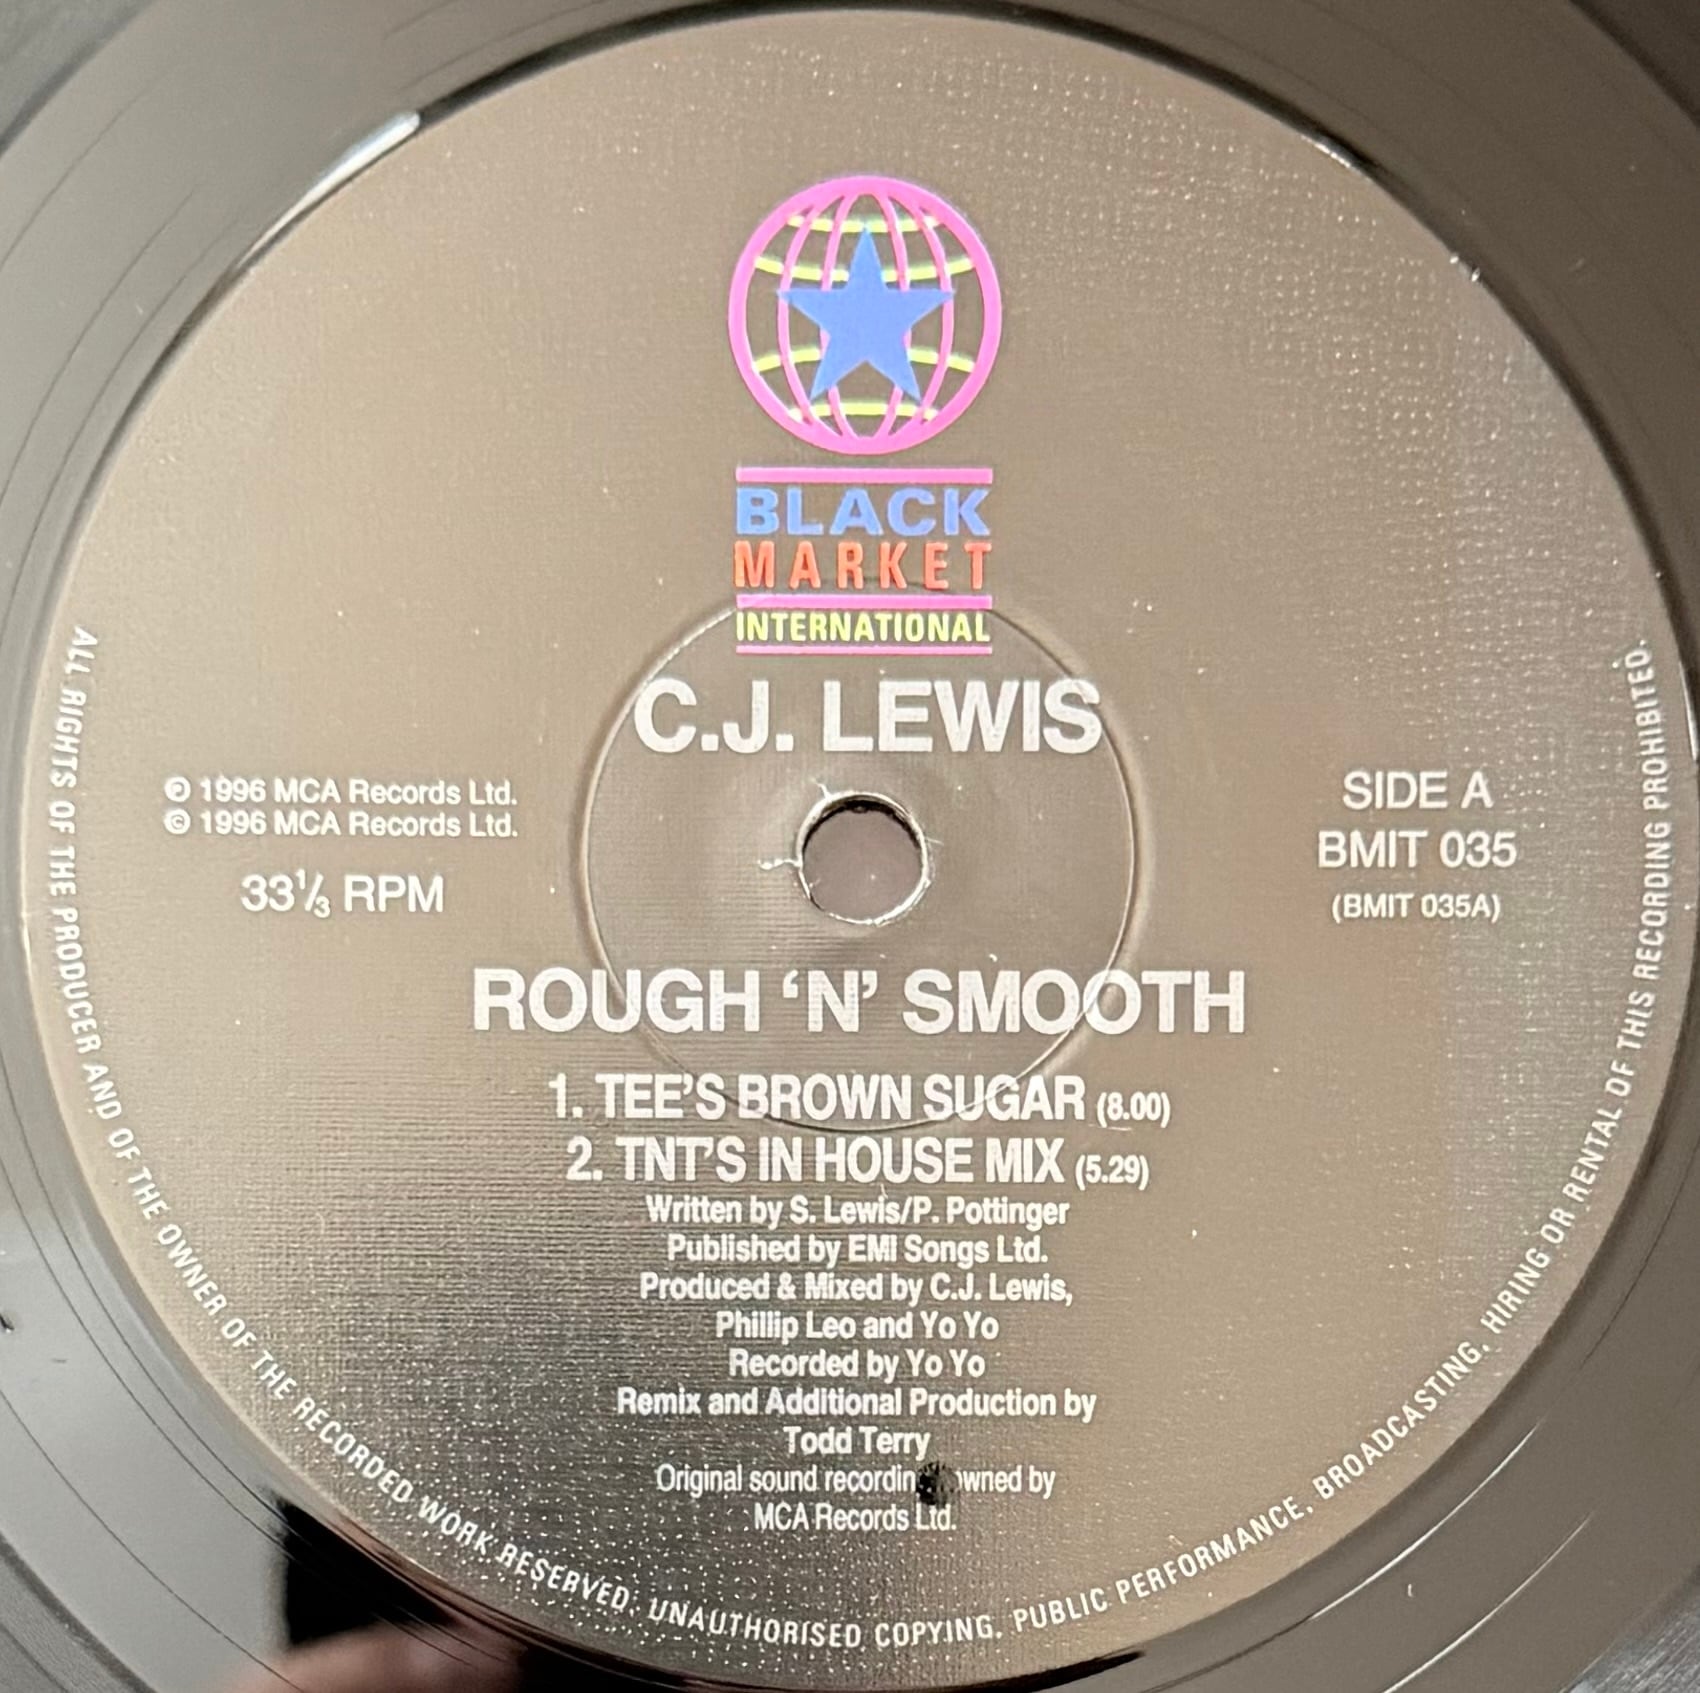 BLACK
MARKET
INTERNATIONAL
C.J. LEWIS
℗ 1996 MCA Records Ltd.
© 1996 MCA Records Ltd.
33⅓ RPM
SIDE A
BMIT 035
(BMIT 035A)
ROUGH ‘N’ SMOOTH
1. TEE'S BROWN SUGAR (8.00)
2. TNT'S IN HOUSE MIX (5.29)
Written by S. Lewis/P. Pottinger
Published by EMI Songs Ltd.
Produced & Mixed by C.J. Lewis,
Phillip Leo and Yo Yo
Recorded by Yo Yo
Remix and Additional Production by
Todd Terry
Original sound recording owned by
MCA Records Ltd.
ALL RIGHTS OF THE PRODUCER AND OF THE OWNER OF THE RECORDED WORK RESERVED. UNAUTHORISED COPYING, PUBLIC PERFORMANCE, BROADCASTING, HIRING OR RENTAL OF THIS RECORDING PROHIBITED.